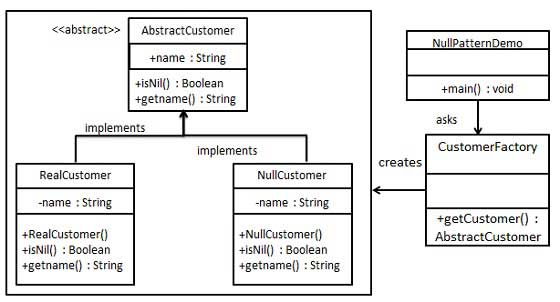 <<abstract>>
AbstractCustomer
+name : String
+isNil() : Boolean
+getname() : String
implements
implements
RealCustomer
-name : String
+RealCustomer()
+isNil() : Boolean
+getname() : String
NullCustomer
-name : String
+NullCustomer()
+isNil() : Boolean
+getname() : String
NullPatternDemo
+main() : void
asks
CustomerFactory
+getCustomer() :
AbstractCustomer
creates